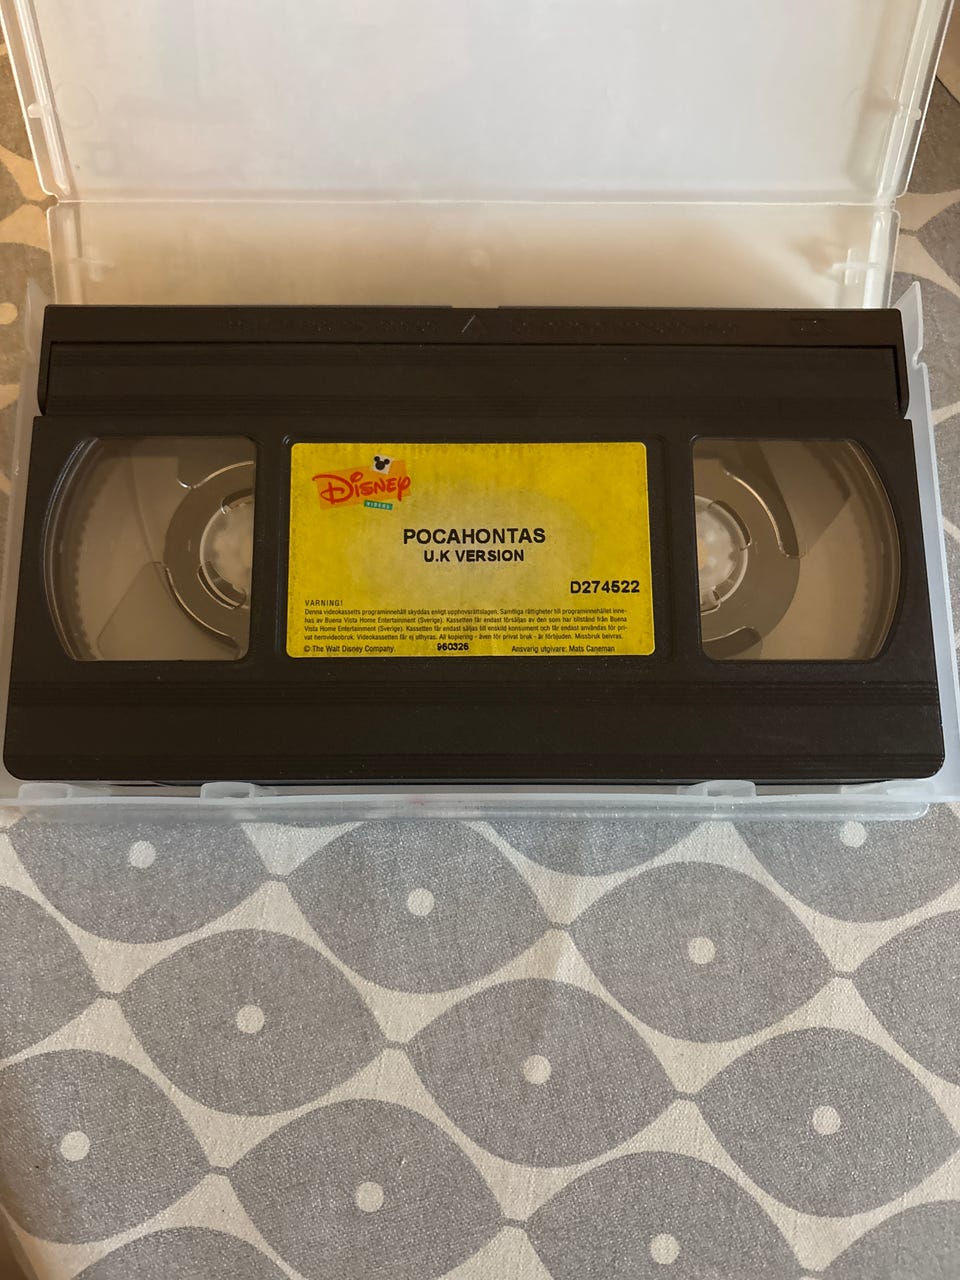 Disney
VIDEOS
POCAHONTAS
U.K VERSION
D274522
VARNING!
Denna videokassetts programinnehåll skyddas enligt upphovsrättslagen. Samtliga rättigheter till programinnehållet inne-
has av Buena Vista Home Entertainment (Sverige). Kassetten får endast försäljas av den som har tillstånd från Buena
Vista Home Entertainment (Sverige). Kassetten får endast säljas till enskild konsument och får endast användas för pri-
vat hemvideobruk. Videokassetten får ej uthyras. All kopiering - även för privat bruk - är förbjuden. Missbruk beivras.
© The Walt Disney Company. 960326 Ansvarig utgivare: Mats Caneman